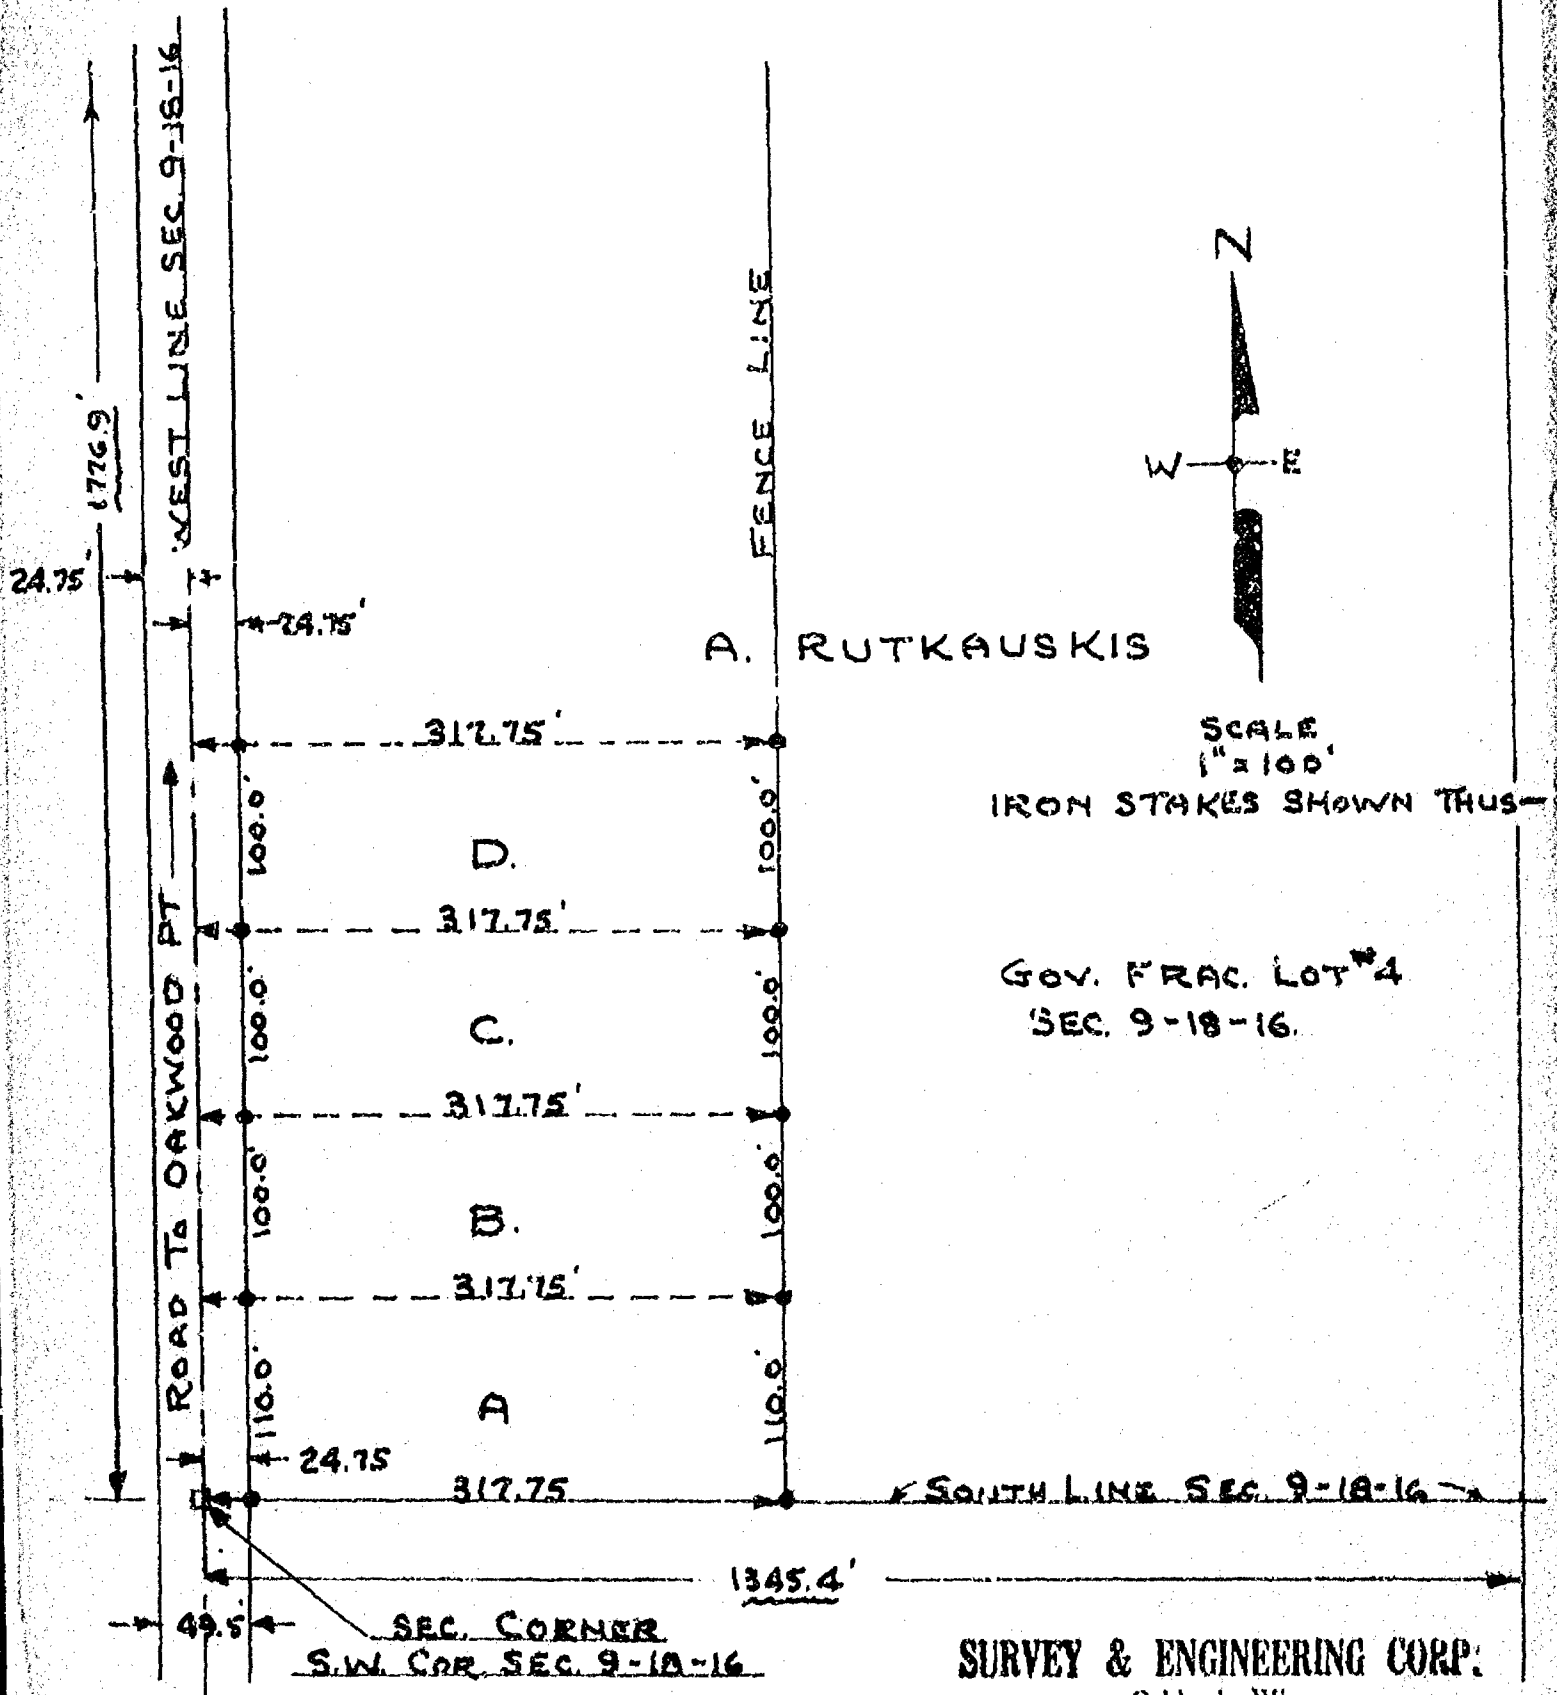 WEST LINE SEC. 9-18-16
N
FENCE LINE
1776.9'
W E
24.75'
24.75'
A. RUTKAUSKIS
317.75'
SCALE
1" = 100'
IRON STAKES SHOWN THUS-
100.0' 100.0'
D.
317.75'
GOV. FRAC. LOT #4
SEC. 9-18-16.
100.0' 100.0'
C.
317.75'
ROAD TO OAKWOOD PT
100.0' 100.0'
B.
317.75'
110.0' 110.0'
A
24.75
317.75
SOUTH LINE SEC. 9-18-16
1345.4'
49.5'
SEC. CORNER
S.W. COR. SEC. 9-18-16
SURVEY & ENGINEERING CORP.